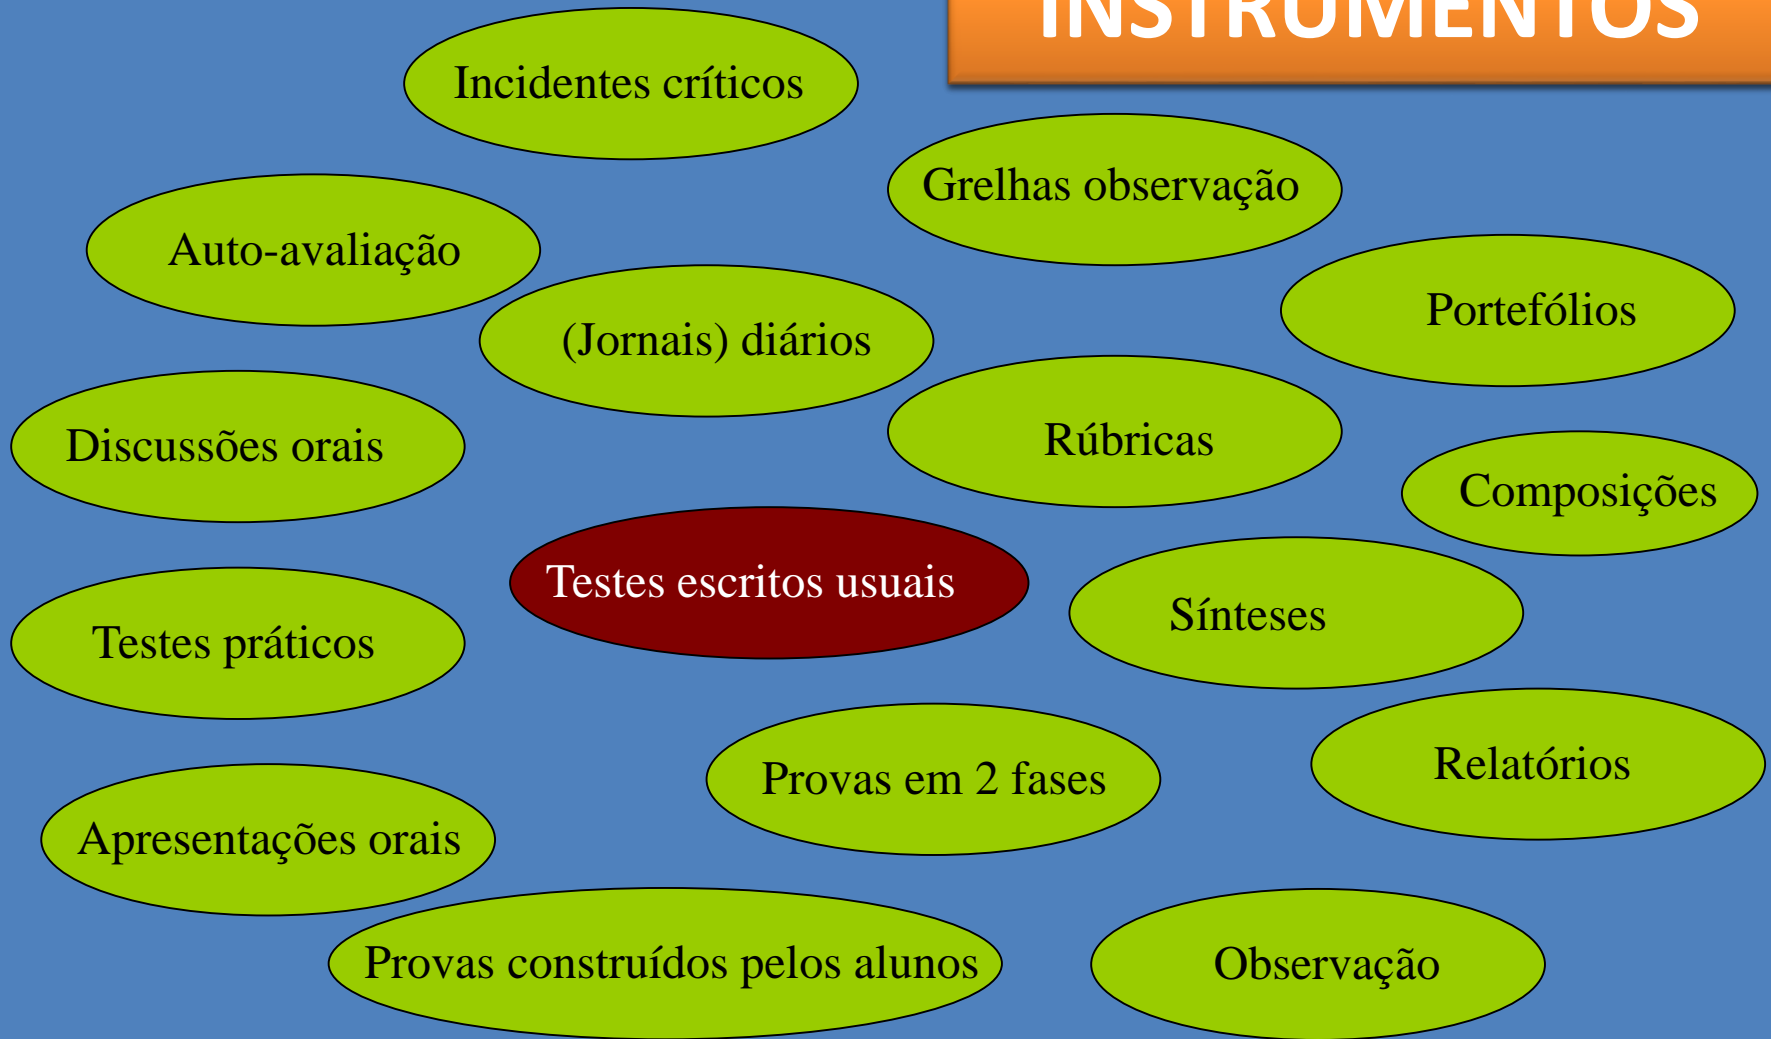 INSTRUMENTOS
Incidentes críticos
Grelhas observação
Auto-avaliação
(Jornais) diários
Portefólios
Discussões orais
Rúbricas
Composições
Testes escritos usuais
Sínteses
Testes práticos
Provas em 2 fases
Relatórios
Apresentações orais
Provas construídos pelos alunos
Observação